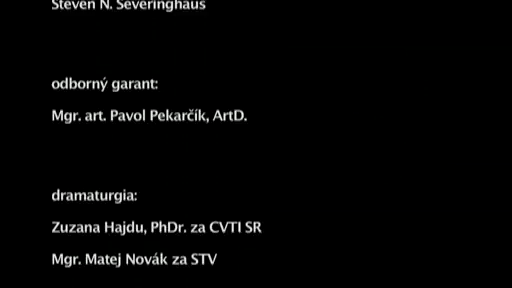 Steven N. Severinghaus
odborný garant:
Mgr. art. Pavol Pekarčík, ArtD.
dramaturgia:
Zuzana Hajdu, PhDr. za CVTI SR
Mgr. Matej Novák za STV